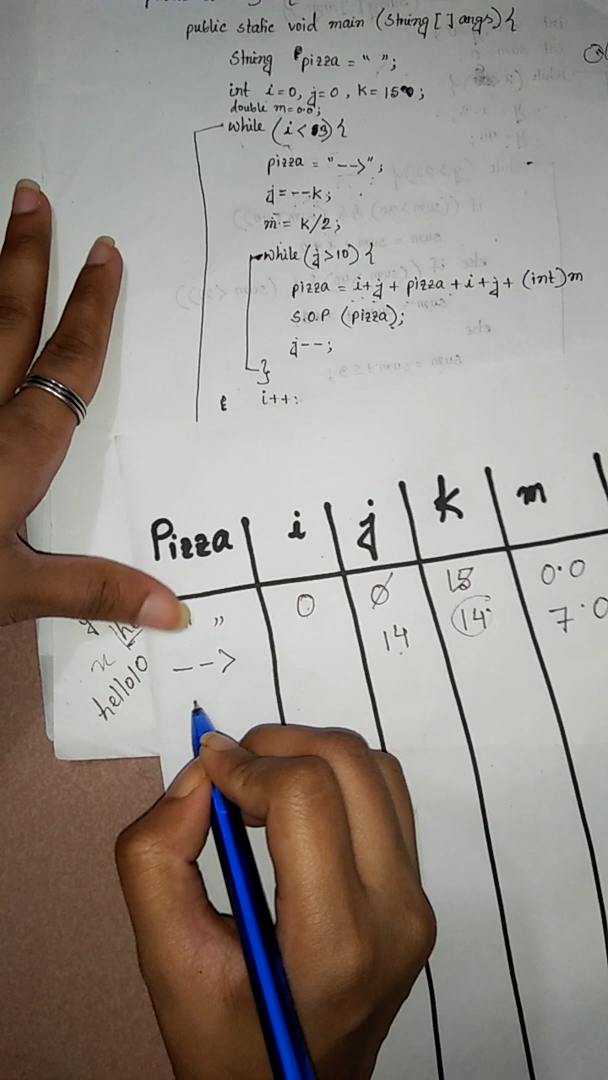 public static void main (String [ ] args) {
String pizza = " ";
int i=0, j=0, k=15;
double m=0.0;
while (i < 3) {
pizza = "-->";
j=--k;
m = k/2;
while (j>10) {
pizza = i+j+pizza+i+j+(int)m
S.O.P (pizza);
j--;
}
i++;
Pizza i j k m
" " 0 0 15 0.0
--> 14 14 7.0
x
hello10